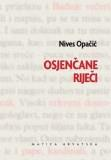 Nives Opačić
OSJENČANE
RIJEČI
MATICA HRVATSKA